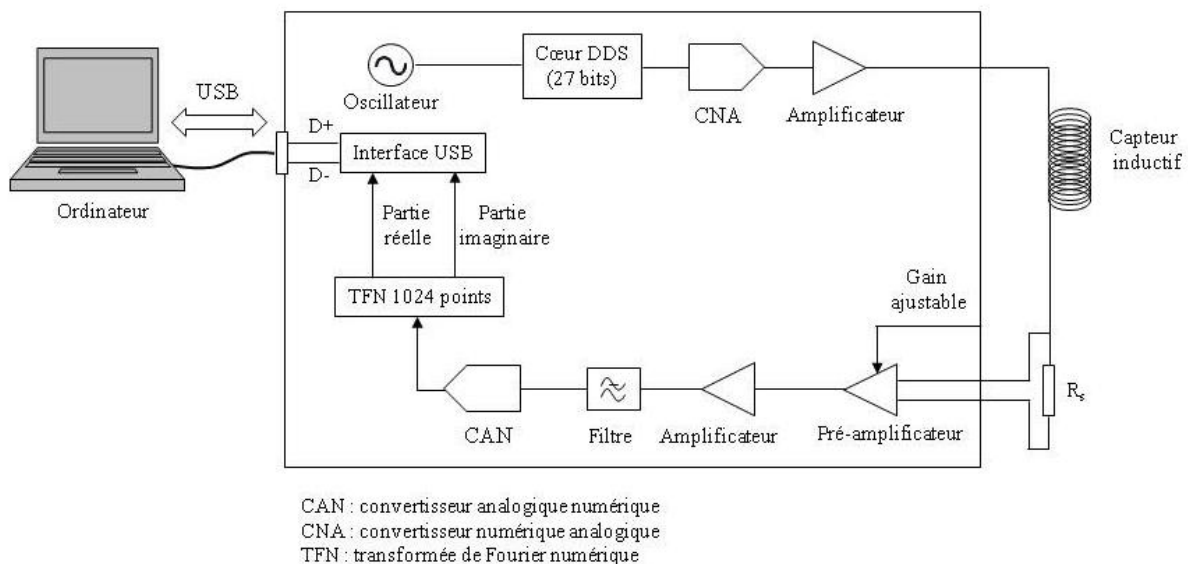 Cœur DDS
(27 bits)
USB
Oscillateur
CNA
Amplificateur
D+
Interface USB
D-
Capteur
inductif
Ordinateur
Partie
réelle
Partie
imaginaire
TFN 1024 points
Gain
ajustable
Rs
CAN
Filtre
Amplificateur
Pré-amplificateur
CAN : convertisseur analogique numérique
CNA : convertisseur numérique analogique
TFN : transformée de Fourier numérique